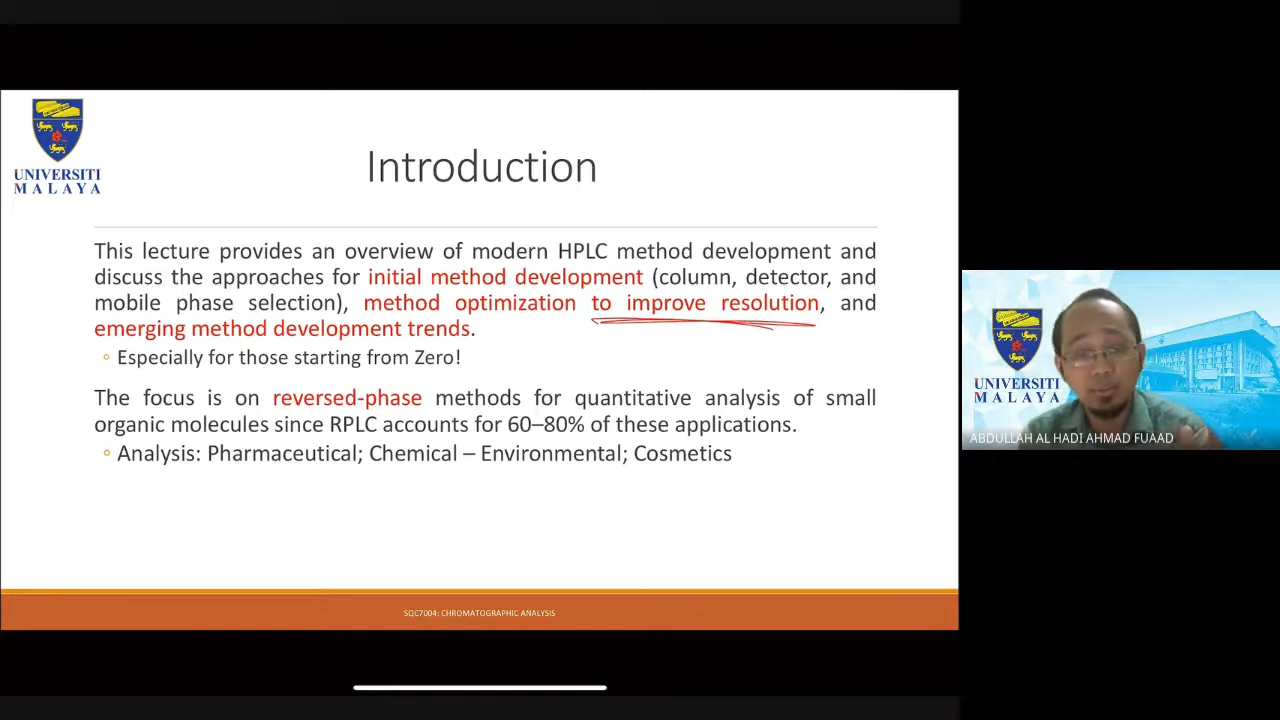 UNIVERSITI
MALAYA
Introduction
This lecture provides an overview of modern HPLC method development and
discuss the approaches for initial method development (column, detector, and
mobile phase selection), method optimization to improve resolution, and
emerging method development trends.
Especially for those starting from Zero!
The focus is on reversed-phase methods for quantitative analysis of small
organic molecules since RPLC accounts for 60–80% of these applications.
Analysis: Pharmaceutical; Chemical – Environmental; Cosmetics
SQC7004: CHROMATOGRAPHIC ANALYSIS
UNIVERSITI
MALAYA
ABDULLAH AL HADI AHMAD FUAAD